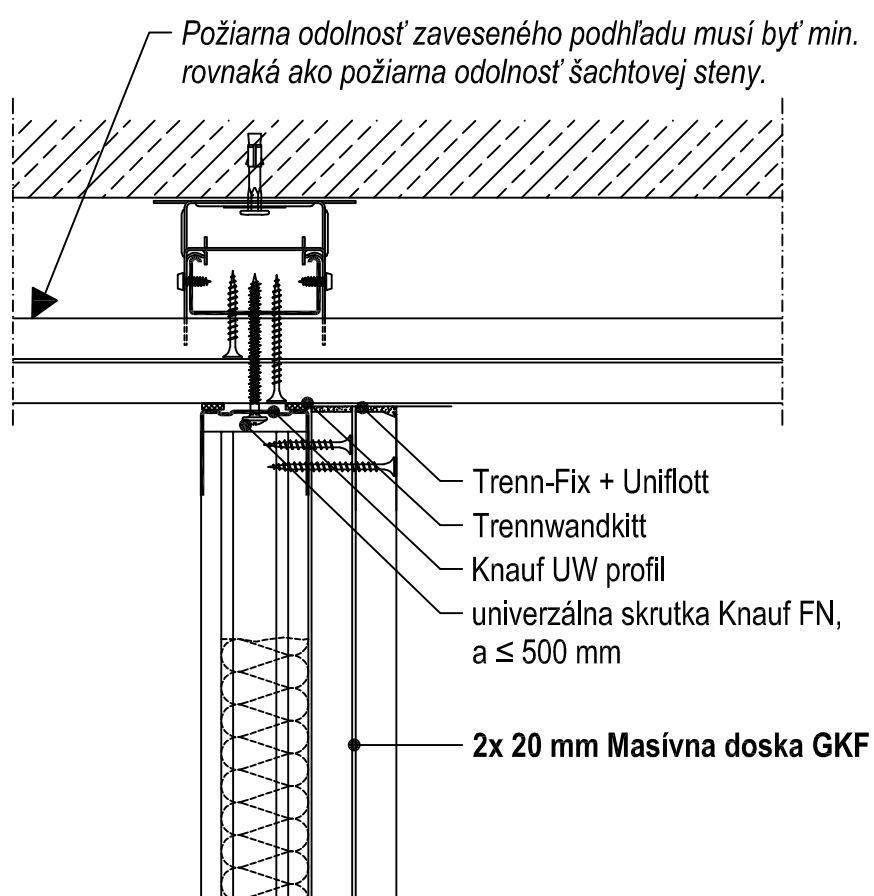 Požiarna odolnosť zaveseného podhľadu musí byť min.
rovnaká ako požiarna odolnosť šachtovej steny.
Trenn-Fix + Uniflott
Trennwandkitt
Knauf UW profil
univerzálna skrutka Knauf FN,
a ≤ 500 mm
2x 20 mm Masívna doska GKF